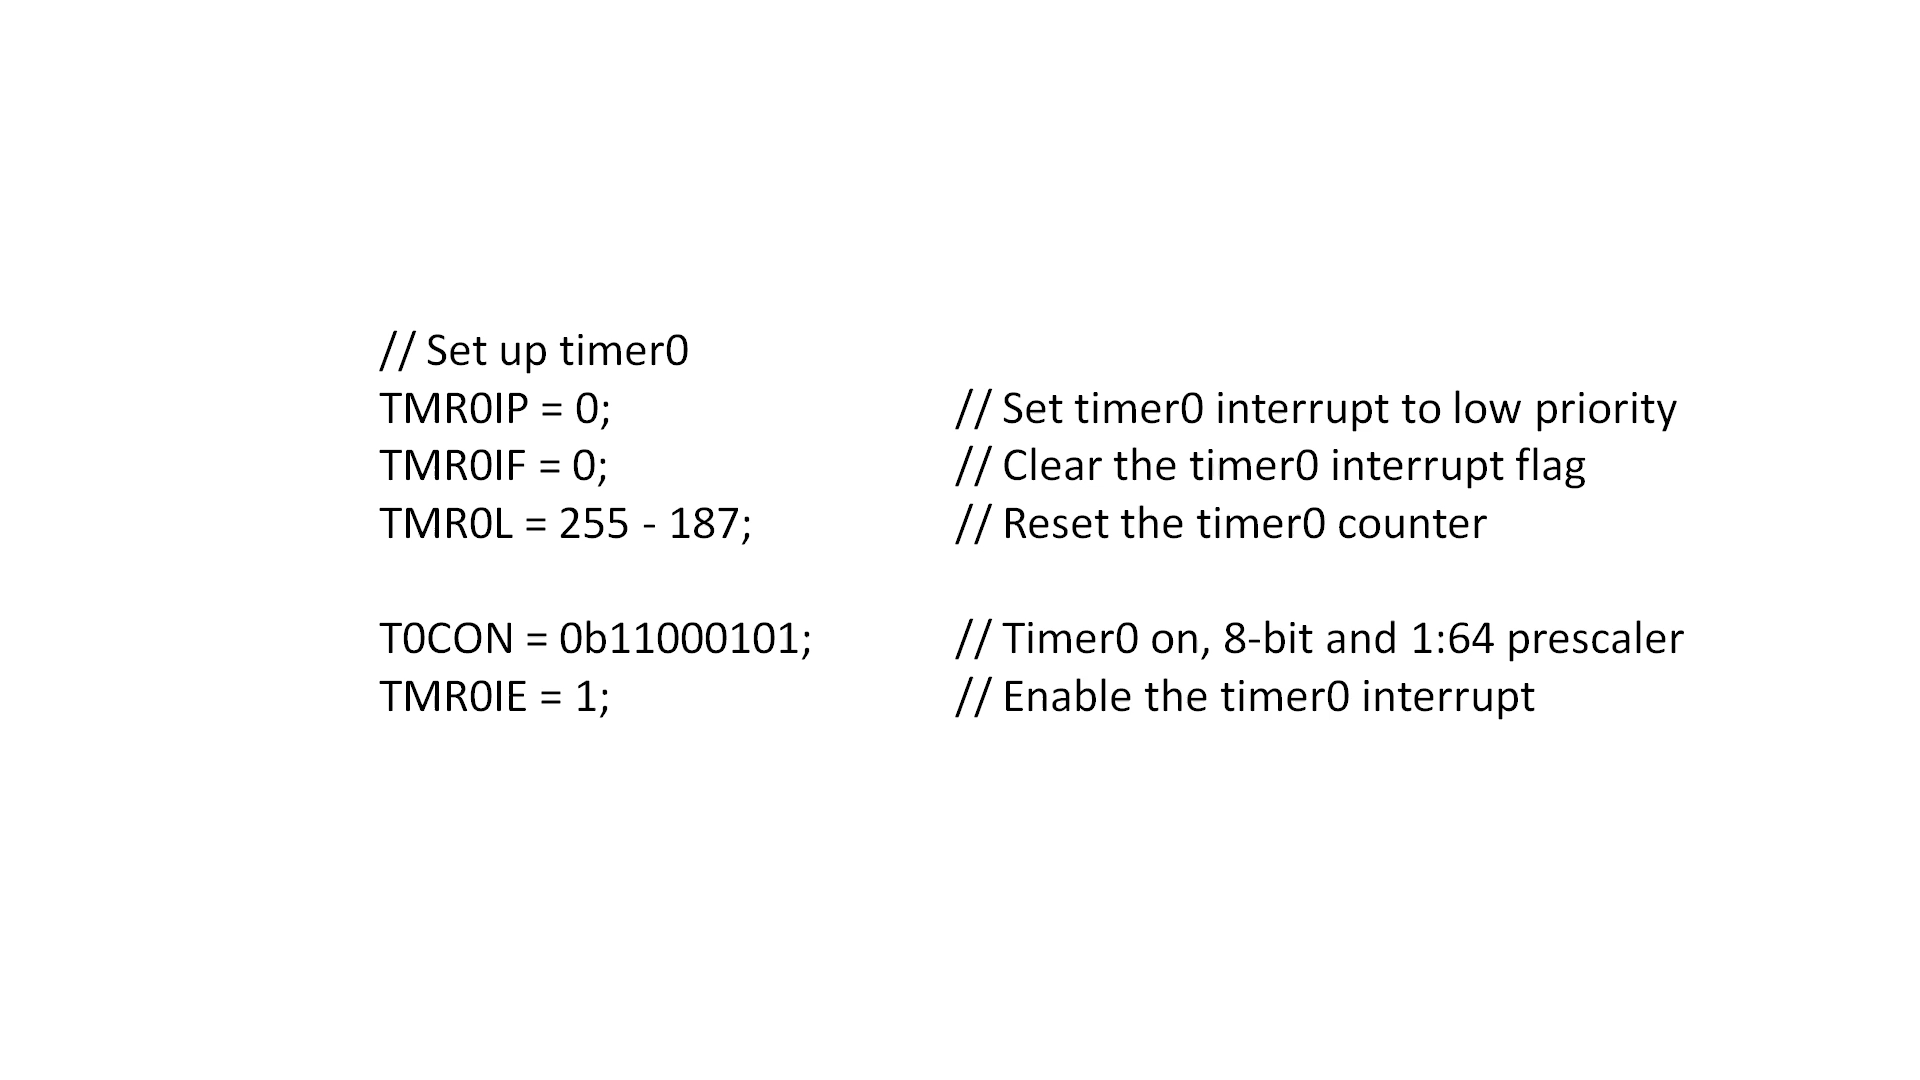 // Set up timer0
TMR0IP = 0; // Set timer0 interrupt to low priority
TMR0IF = 0; // Clear the timer0 interrupt flag
TMR0L = 255 - 187; // Reset the timer0 counter
T0CON = 0b11000101; // Timer0 on, 8-bit and 1:64 prescaler
TMR0IE = 1; // Enable the timer0 interrupt